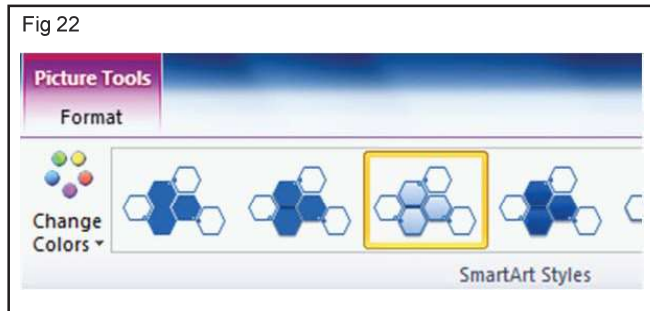 Fig 22
Picture Tools
Format
Change
Colors
SmartArt Styles